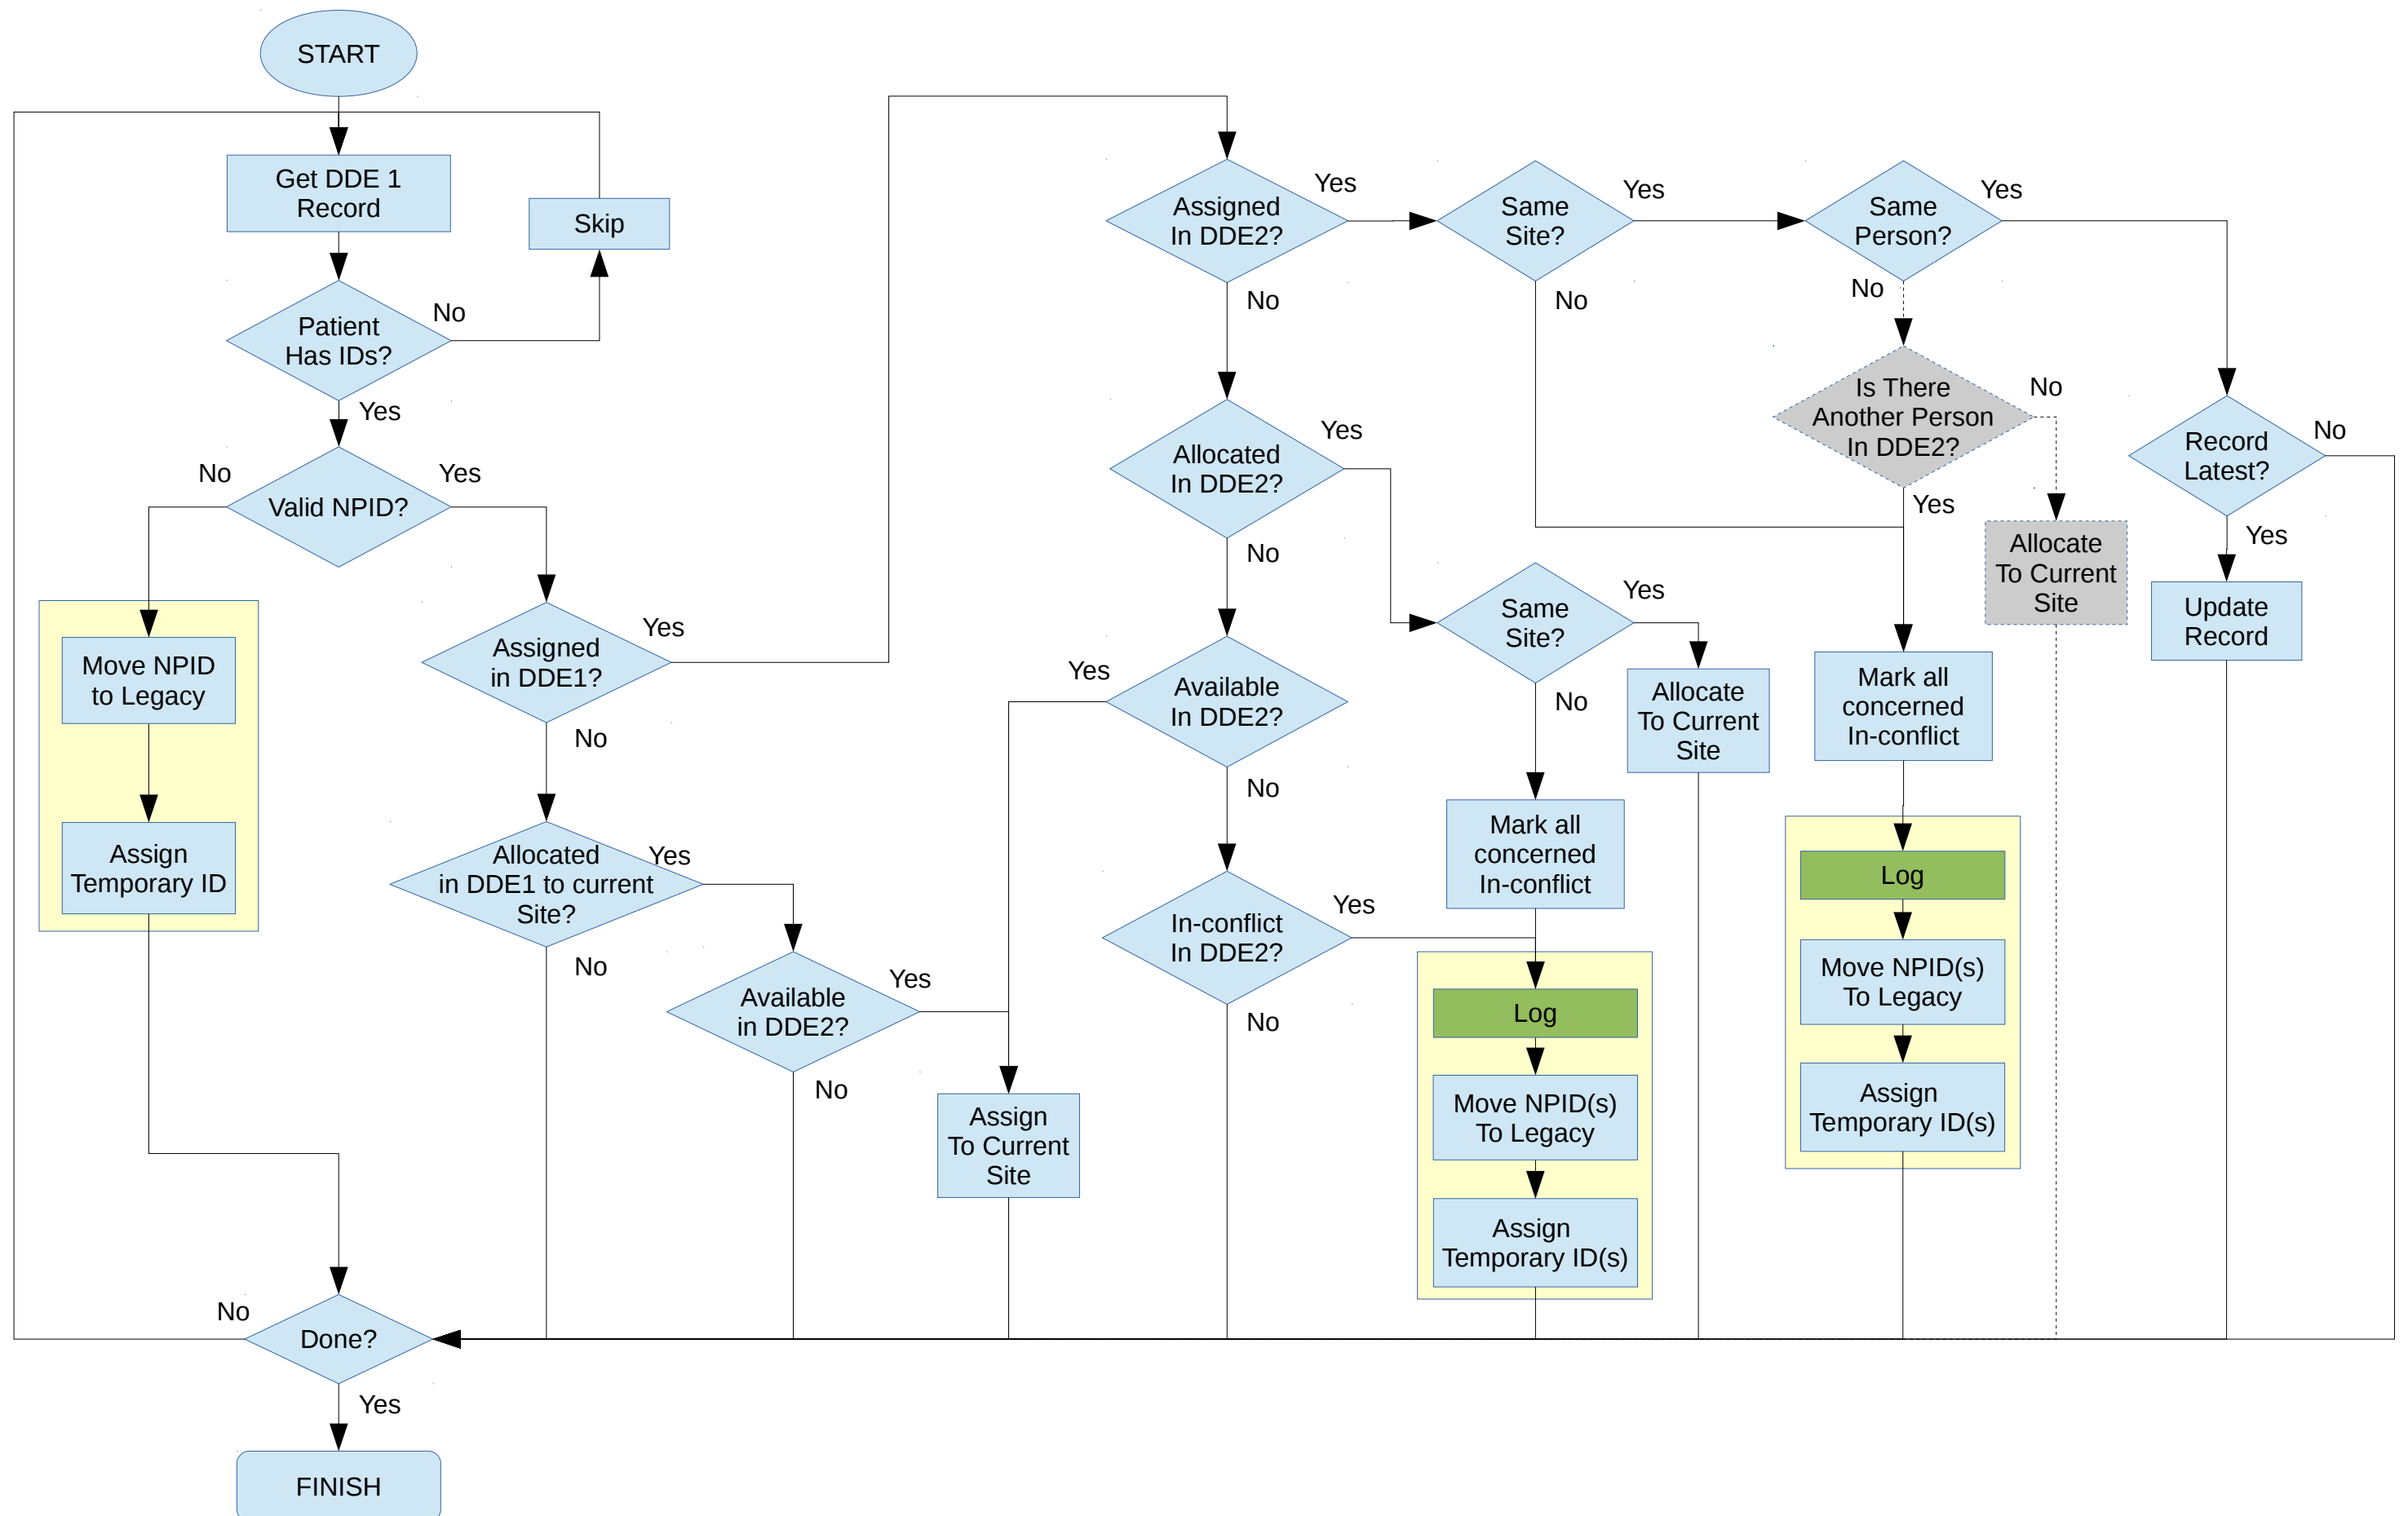 START
Get DDE 1
Record
Skip
Patient
Has IDs?
No
Yes
Valid NPID?
No
Yes
Move NPID
to Legacy
Assign
Temporary ID
Assigned
in DDE1?
Yes
No
Allocated
in DDE1 to current
Site?
Yes
No
Available
in DDE2?
Yes
No
Assign
To Current
Site
Done?
No
Yes
FINISH
Assigned
In DDE2?
Yes
No
Allocated
In DDE2?
Yes
No
Available
In DDE2?
Yes
No
In-conflict
In DDE2?
Yes
No
Same
Site?
Yes
No
Same
Site?
Yes
No
Allocate
To Current
Site
Mark all
concerned
In-conflict
Log
Move NPID(s)
To Legacy
Assign
Temporary ID(s)
Same
Person?
Yes
No
Is There
Another Person
In DDE2?
No
Yes
Allocate
To Current
Site
Mark all
concerned
In-conflict
Log
Move NPID(s)
To Legacy
Assign
Temporary ID(s)
Record
Latest?
No
Yes
Update
Record